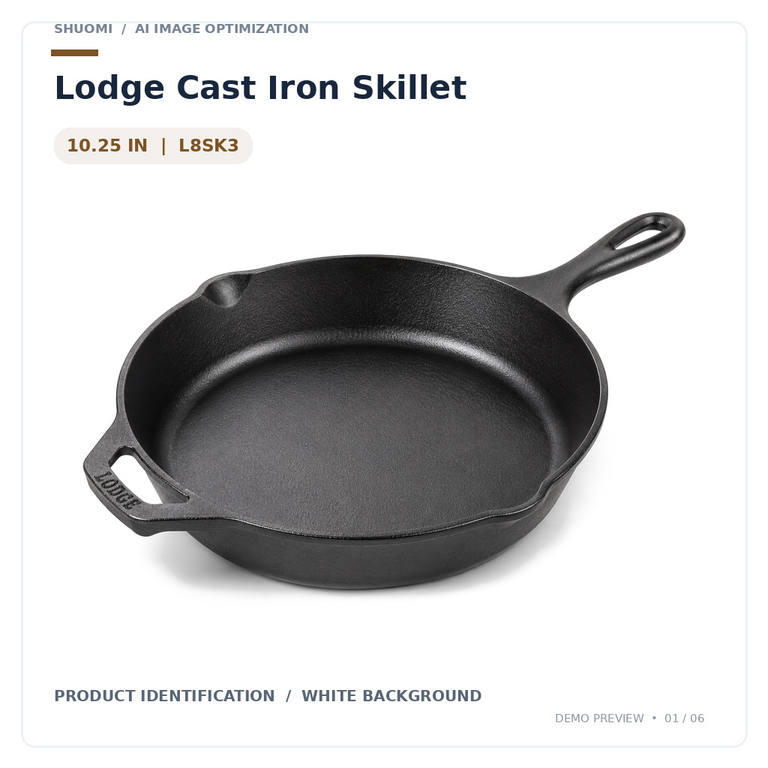 SHUOMI / AI IMAGE OPTIMIZATION
Lodge Cast Iron Skillet
10.25 IN | L8SK3
LODGE
PRODUCT IDENTIFICATION / WHITE BACKGROUND
DEMO PREVIEW • 01 / 06